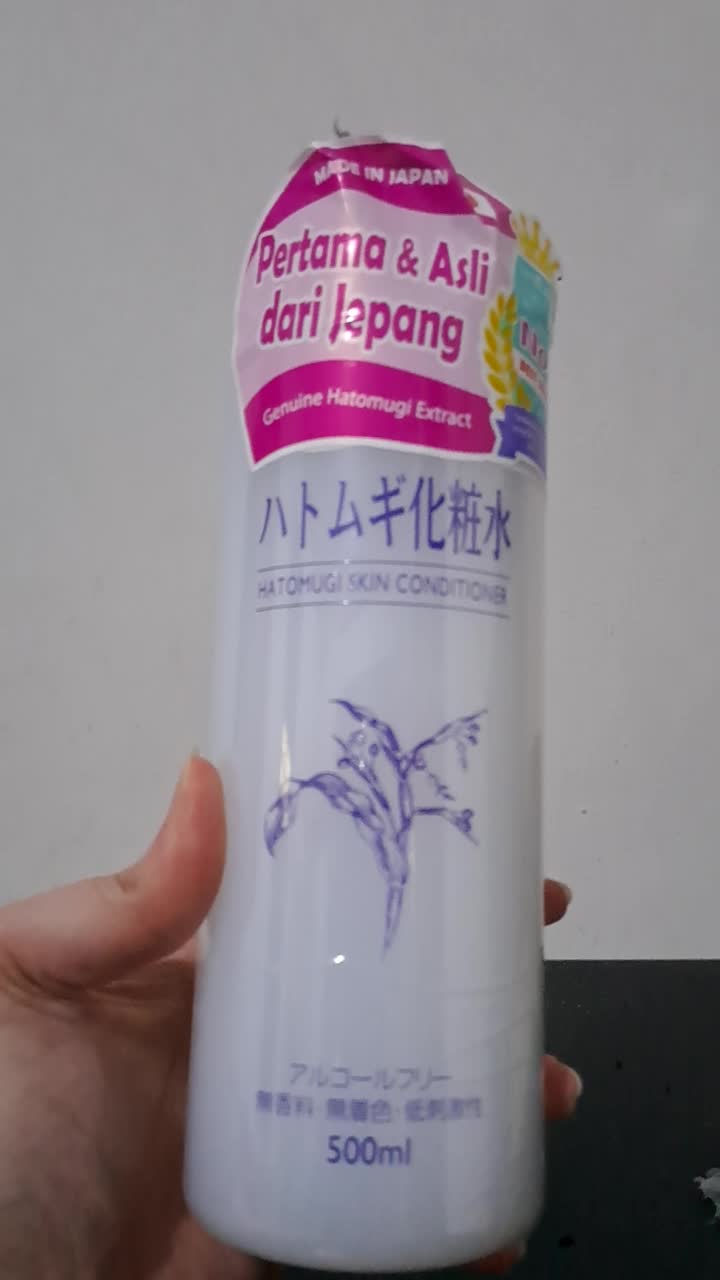 MADE IN JAPAN
Pertama & Asli
dari Jepang
Genuine Hatomugi Extract
No
ハトムギ化粧水
HATOMUGI SKIN CONDITIONER
アルコールフリー
無香料・無着色・低刺激性
500ml